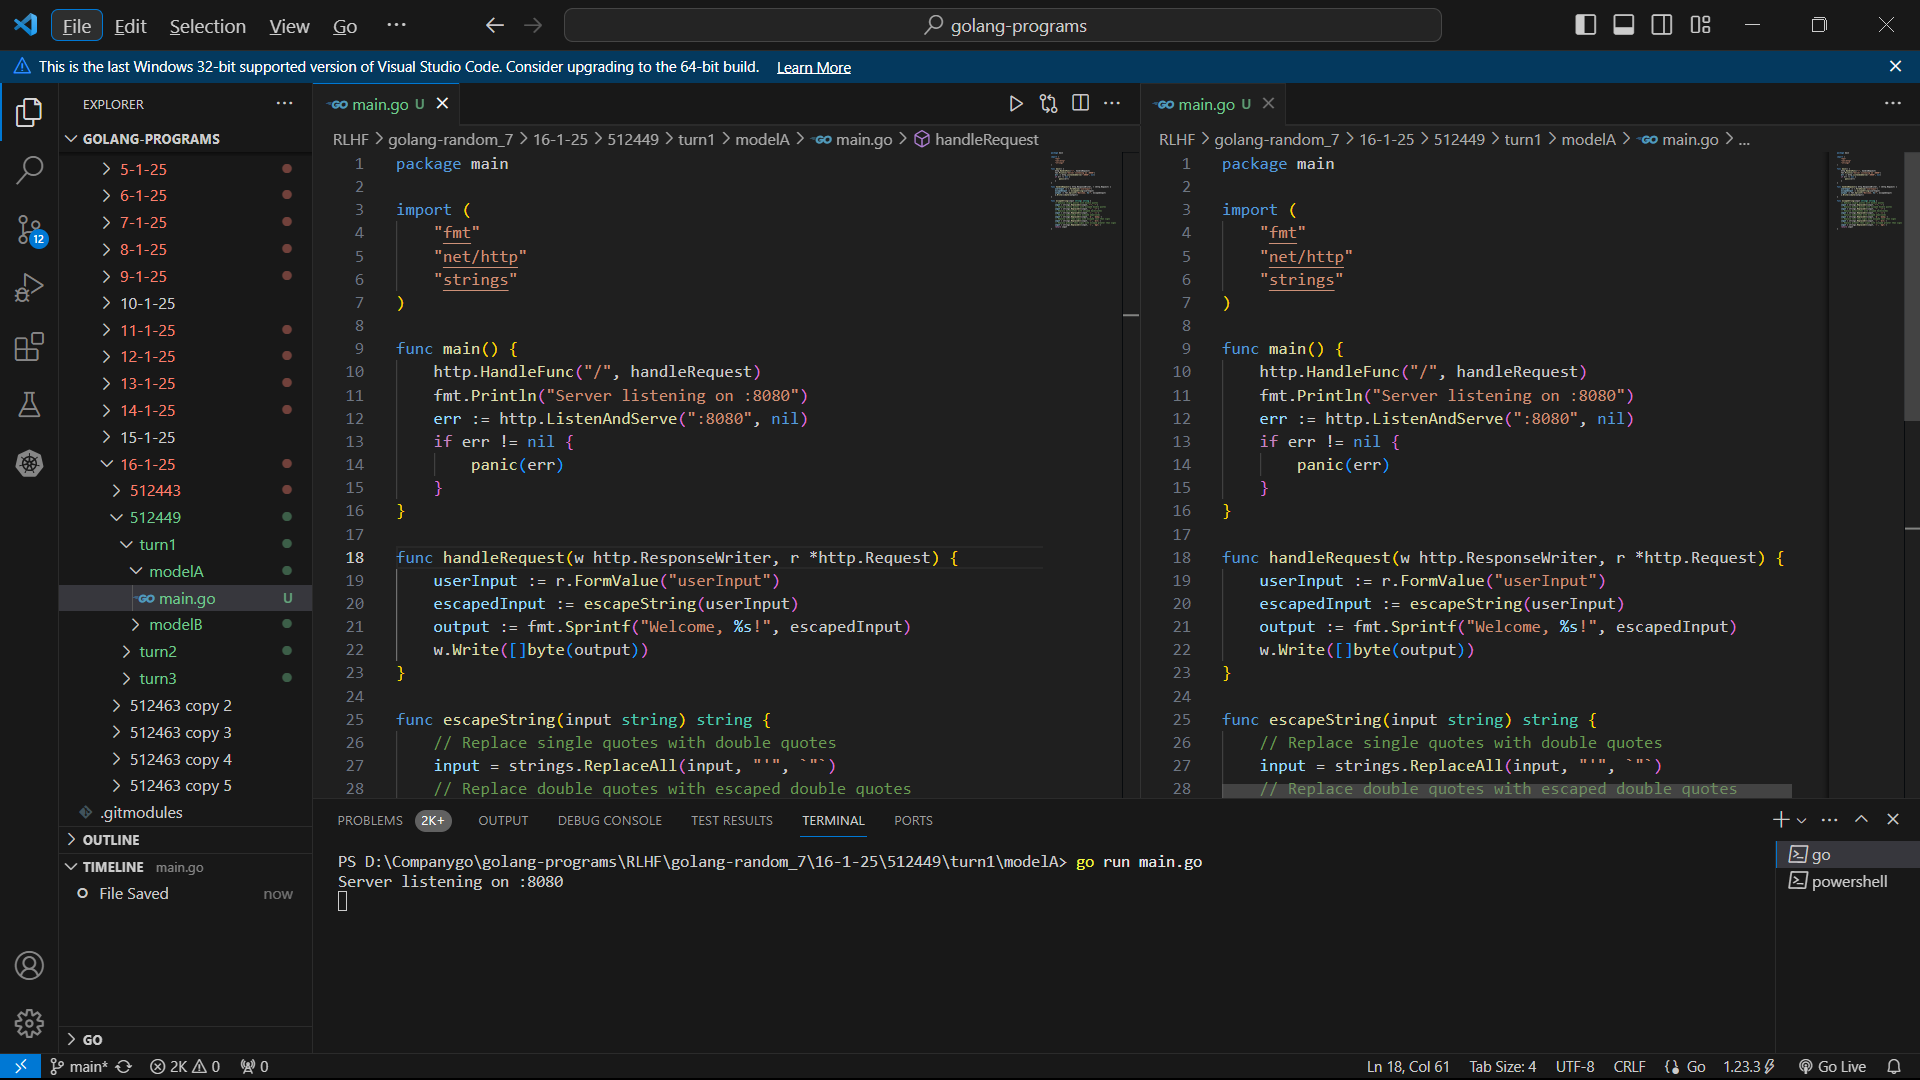 File Edit Selection View Go ··· golang-programs
This is the last Windows 32-bit supported version of Visual Studio Code. Consider upgrading to the 64-bit build. Learn More
EXPLORER
GOLANG-PROGRAMS
5-1-25
6-1-25
7-1-25
8-1-25
9-1-25
10-1-25
11-1-25
12-1-25
13-1-25
14-1-25
15-1-25
16-1-25
512443
512449
turn1
modelA
main.go U
modelB
turn2
turn3
512463 copy 2
512463 copy 3
512463 copy 4
512463 copy 5
.gitmodules
OUTLINE
TIMELINE main.go
File Saved now
GO
12
main.go U
RLHF > golang-random_7 > 16-1-25 > 512449 > turn1 > modelA > main.go > handleRequest
1 package main
2
3 import (
4 "fmt"
5 "net/http"
6 "strings"
7 )
8
9 func main() {
10 http.HandleFunc("/", handleRequest)
11 fmt.Println("Server listening on :8080")
12 err := http.ListenAndServe(":8080", nil)
13 if err != nil {
14 panic(err)
15 }
16 }
17
18 func handleRequest(w http.ResponseWriter, r *http.Request) {
19 userInput := r.FormValue("userInput")
20 escapedInput := escapeString(userInput)
21 output := fmt.Sprintf("Welcome, %s!", escapedInput)
22 w.Write([]byte(output))
23 }
24
25 func escapeString(input string) string {
26 // Replace single quotes with double quotes
27 input = strings.ReplaceAll(input, "'", `"`)
28 // Replace double quotes with escaped double quotes
main.go U
RLHF > golang-random_7 > 16-1-25 > 512449 > turn1 > modelA > main.go > ...
1 package main
2
3 import (
4 "fmt"
5 "net/http"
6 "strings"
7 )
8
9 func main() {
10 http.HandleFunc("/", handleRequest)
11 fmt.Println("Server listening on :8080")
12 err := http.ListenAndServe(":8080", nil)
13 if err != nil {
14 panic(err)
15 }
16 }
17
18 func handleRequest(w http.ResponseWriter, r *http.Request) {
19 userInput := r.FormValue("userInput")
20 escapedInput := escapeString(userInput)
21 output := fmt.Sprintf("Welcome, %s!", escapedInput)
22 w.Write([]byte(output))
23 }
24
25 func escapeString(input string) string {
26 // Replace single quotes with double quotes
27 input = strings.ReplaceAll(input, "'", `"`)
28 // Replace double quotes with escaped double quotes
PROBLEMS 2K+ OUTPUT DEBUG CONSOLE TEST RESULTS TERMINAL PORTS
PS D:\Companygo\golang-programs\RLHF\golang-random_7\16-1-25\512449\turn1\modelA> go run main.go
Server listening on :8080
go
powershell
main* 2K 0 0 Ln 18, Col 61 Tab Size: 4 UTF-8 CRLF Go 1.23.3 Go Live